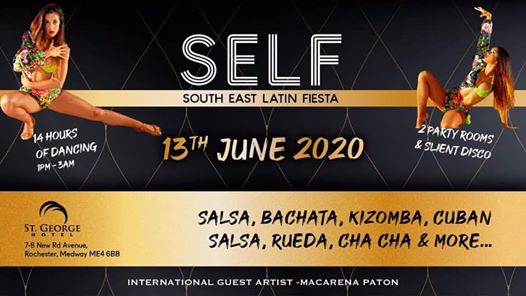 SELF
SOUTH EAST LATIN FIESTA
14 HOURS
OF DANCING
1PM - 3AM
13TH JUNE 2020
2 PARTY ROOMS
& SLIENT DISCO
ST. GEORGE
HOTEL
7-8 New Rd Avenue,
Rochester, Medway ME4 6BB
SALSA, BACHATA, KIZOMBA, CUBAN
SALSA, RUEDA, CHA CHA & MORE...
INTERNATIONAL GUEST ARTIST -MACARENA PATON